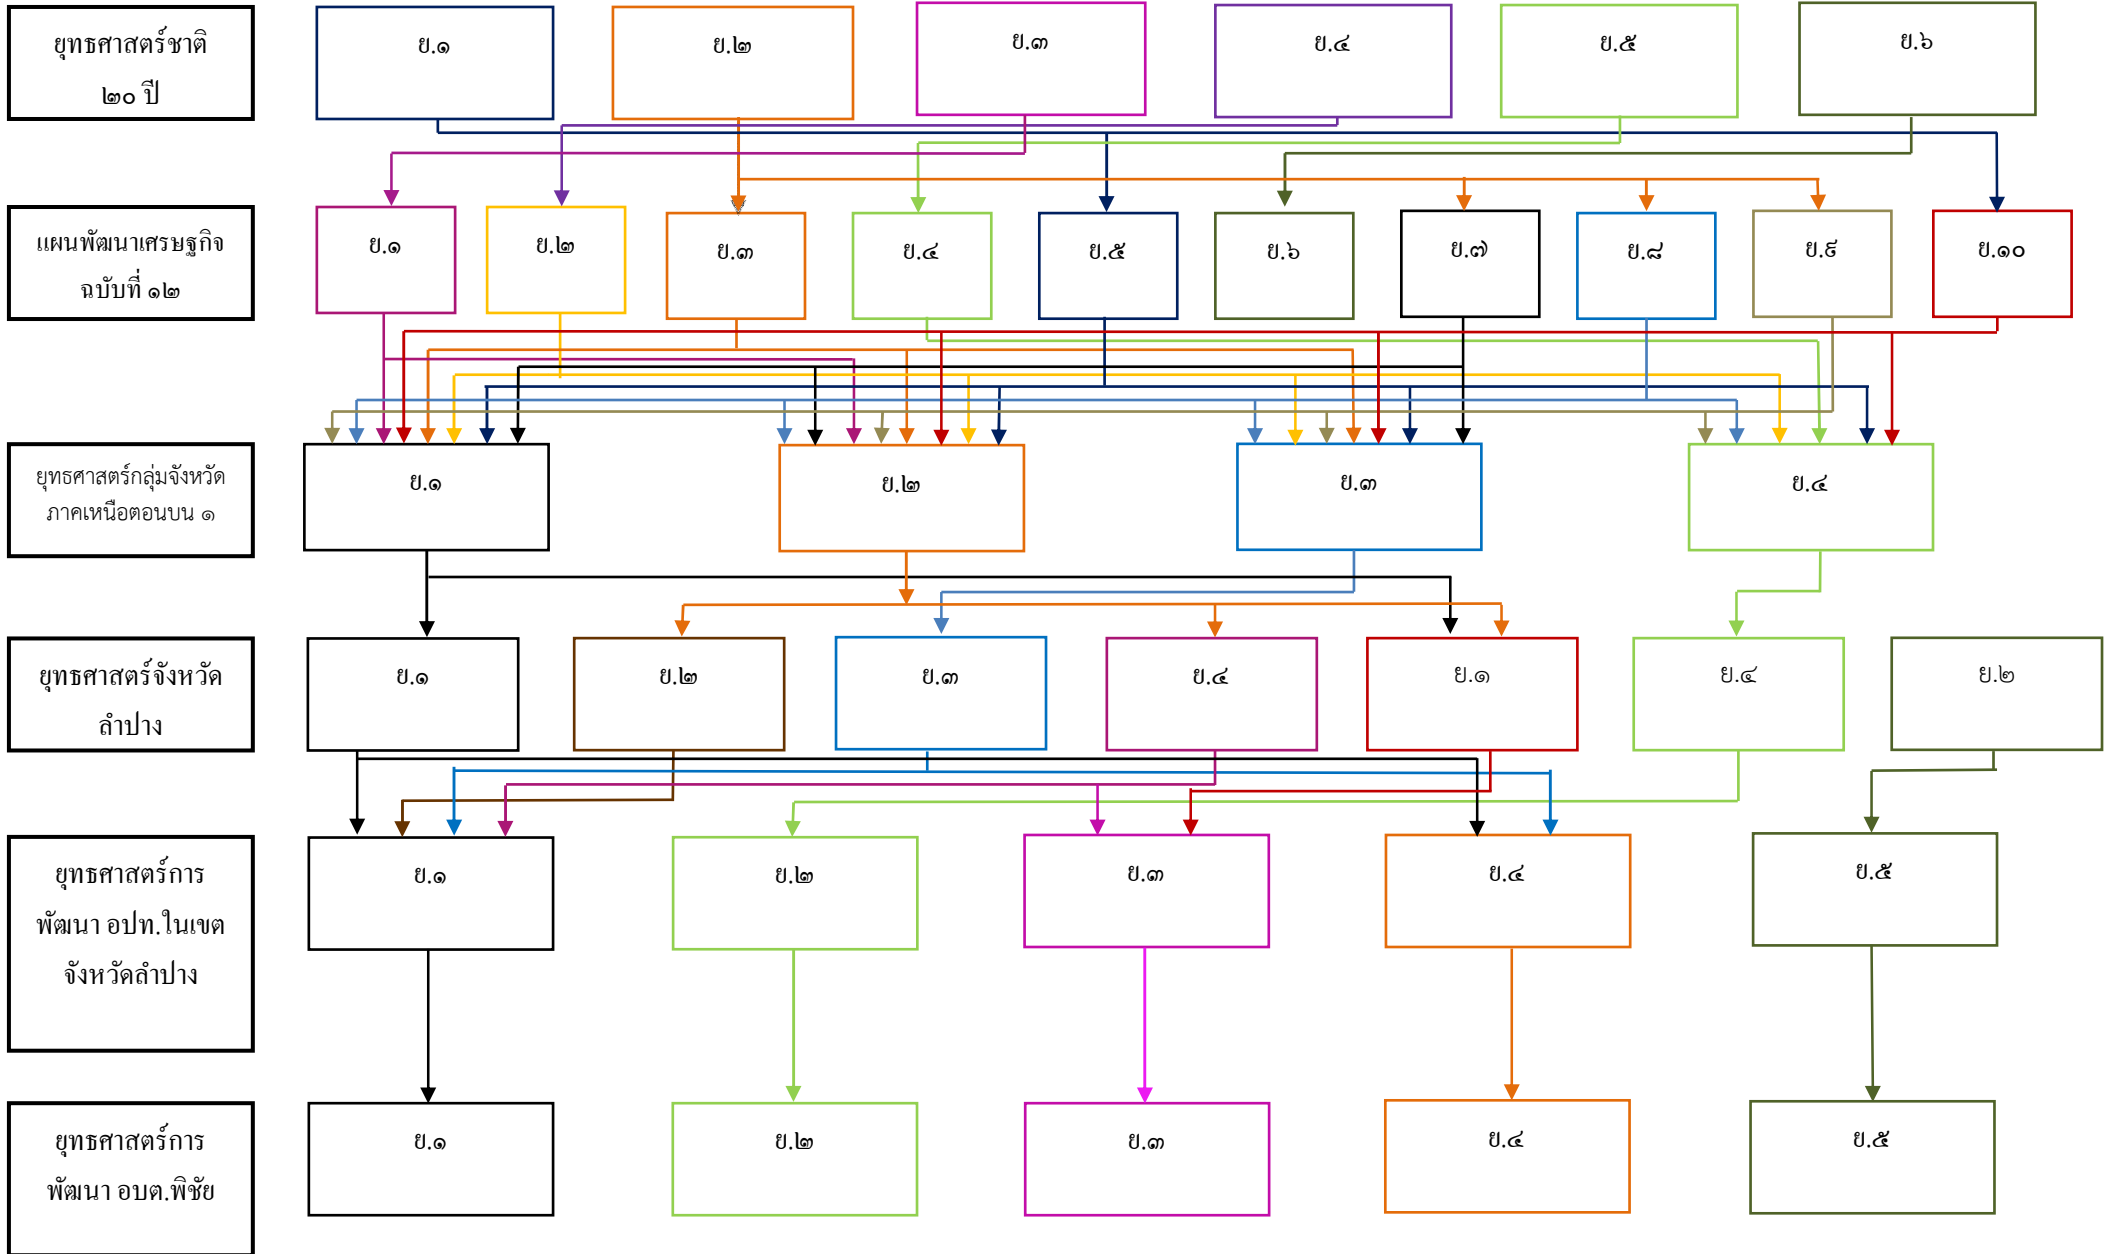 ยุทธศาสตร์ชาติ
๒๐ ปี
ย.๑
ย.๒
ย.๓
ย.๔
ย.๕
ย.๖
แผนพัฒนาเศรษฐกิจ
ฉบับที่ ๑๒
ย.๑
ย.๒
ย.๓
ย.๔
ย.๕
ย.๖
ย.๗
ย.๘
ย.๙
ย.๑๐
ยุทธศาสตร์กลุ่มจังหวัด
ภาคเหนือตอนบน ๑
ย.๑
ย.๒
ย.๓
ย.๔
ยุทธศาสตร์จังหวัด
ลำปาง
ย.๑
ย.๒
ย.๓
ย.๔
ย.๑
ย.๔
ย.๒
ยุทธศาสตร์การ
พัฒนา อปท.ในเขต
จังหวัดลำปาง
ย.๑
ย.๒
ย.๓
ย.๔
ย.๕
ยุทธศาสตร์การ
พัฒนา อบต.พิชัย
ย.๑
ย.๒
ย.๓
ย.๔
ย.๕